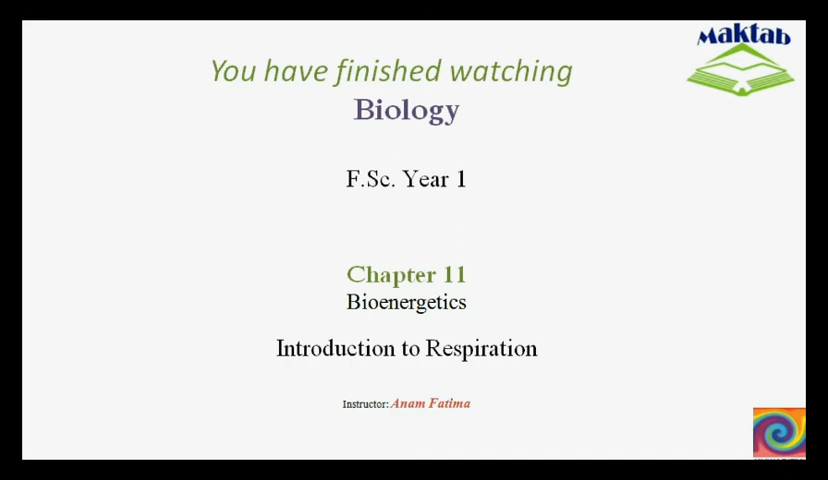 Maktab
You have finished watching
Biology
F.Sc. Year 1
Chapter 11
Bioenergetics
Introduction to Respiration
Instructor: Anam Fatima